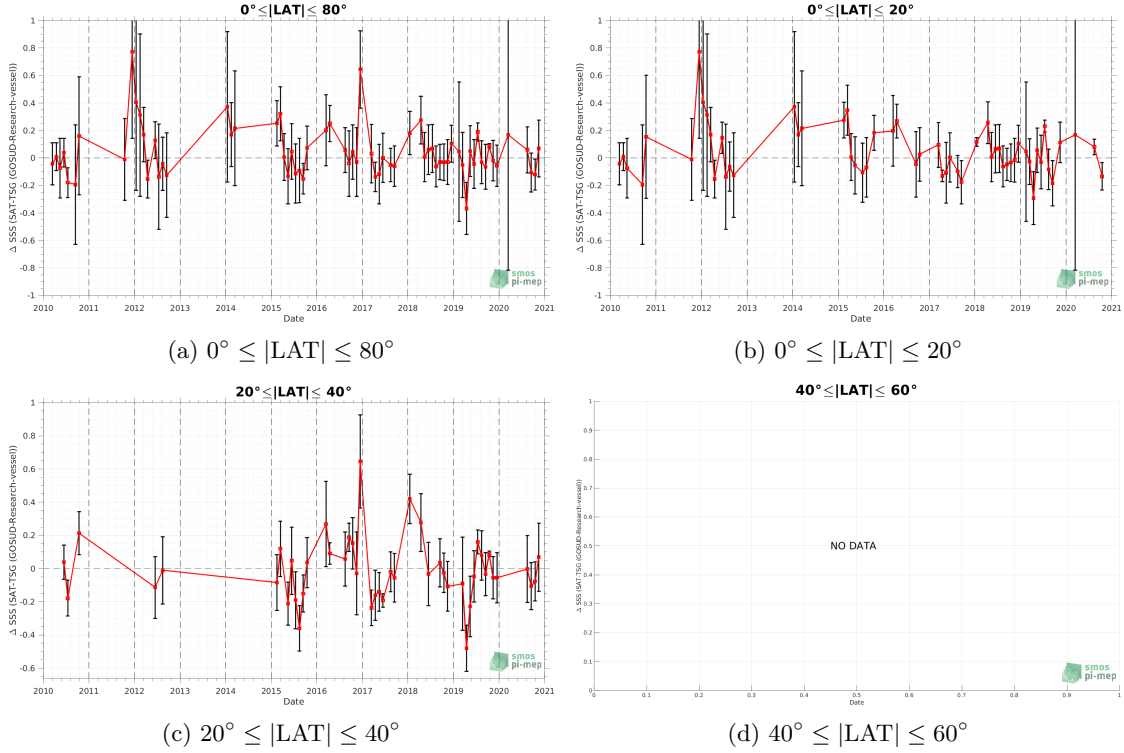 0°≤|LAT|≤ 80°
Δ SSS (SAT-TSG (GOSUD-Research-vessel))
1
0.8
0.6
0.4
0.2
0
-0.2
-0.4
-0.6
-0.8
-1
2010 2011 2012 2013 2014 2015 2016 2017 2018 2019 2020 2021
Date
smos
pi-mep
(a) 0° ≤ |LAT| ≤ 80°
0°≤|LAT|≤ 20°
Δ SSS (SAT-TSG (GOSUD-Research-vessel))
1
0.8
0.6
0.4
0.2
0
-0.2
-0.4
-0.6
-0.8
-1
2010 2011 2012 2013 2014 2015 2016 2017 2018 2019 2020 2021
Date
smos
pi-mep
(b) 0° ≤ |LAT| ≤ 20°
20°≤|LAT|≤ 40°
Δ SSS (SAT-TSG (GOSUD-Research-vessel))
1
0.8
0.6
0.4
0.2
0
-0.2
-0.4
-0.6
2010 2011 2012 2013 2014 2015 2016 2017 2018 2019 2020 2021
Date
smos
pi-mep
(c) 20° ≤ |LAT| ≤ 40°
40°≤|LAT|≤ 60°
Δ SSS (SAT-TSG (GOSUD-Research-vessel))
1
0.9
0.8
0.7
0.6
0.5
0.4
0.3
0.2
0.1
0
NO DATA
0 0.1 0.2 0.3 0.4 0.5 0.6 0.7 0.8 0.9 1
Date
smos
pi-mep
(d) 40° ≤ |LAT| ≤ 60°